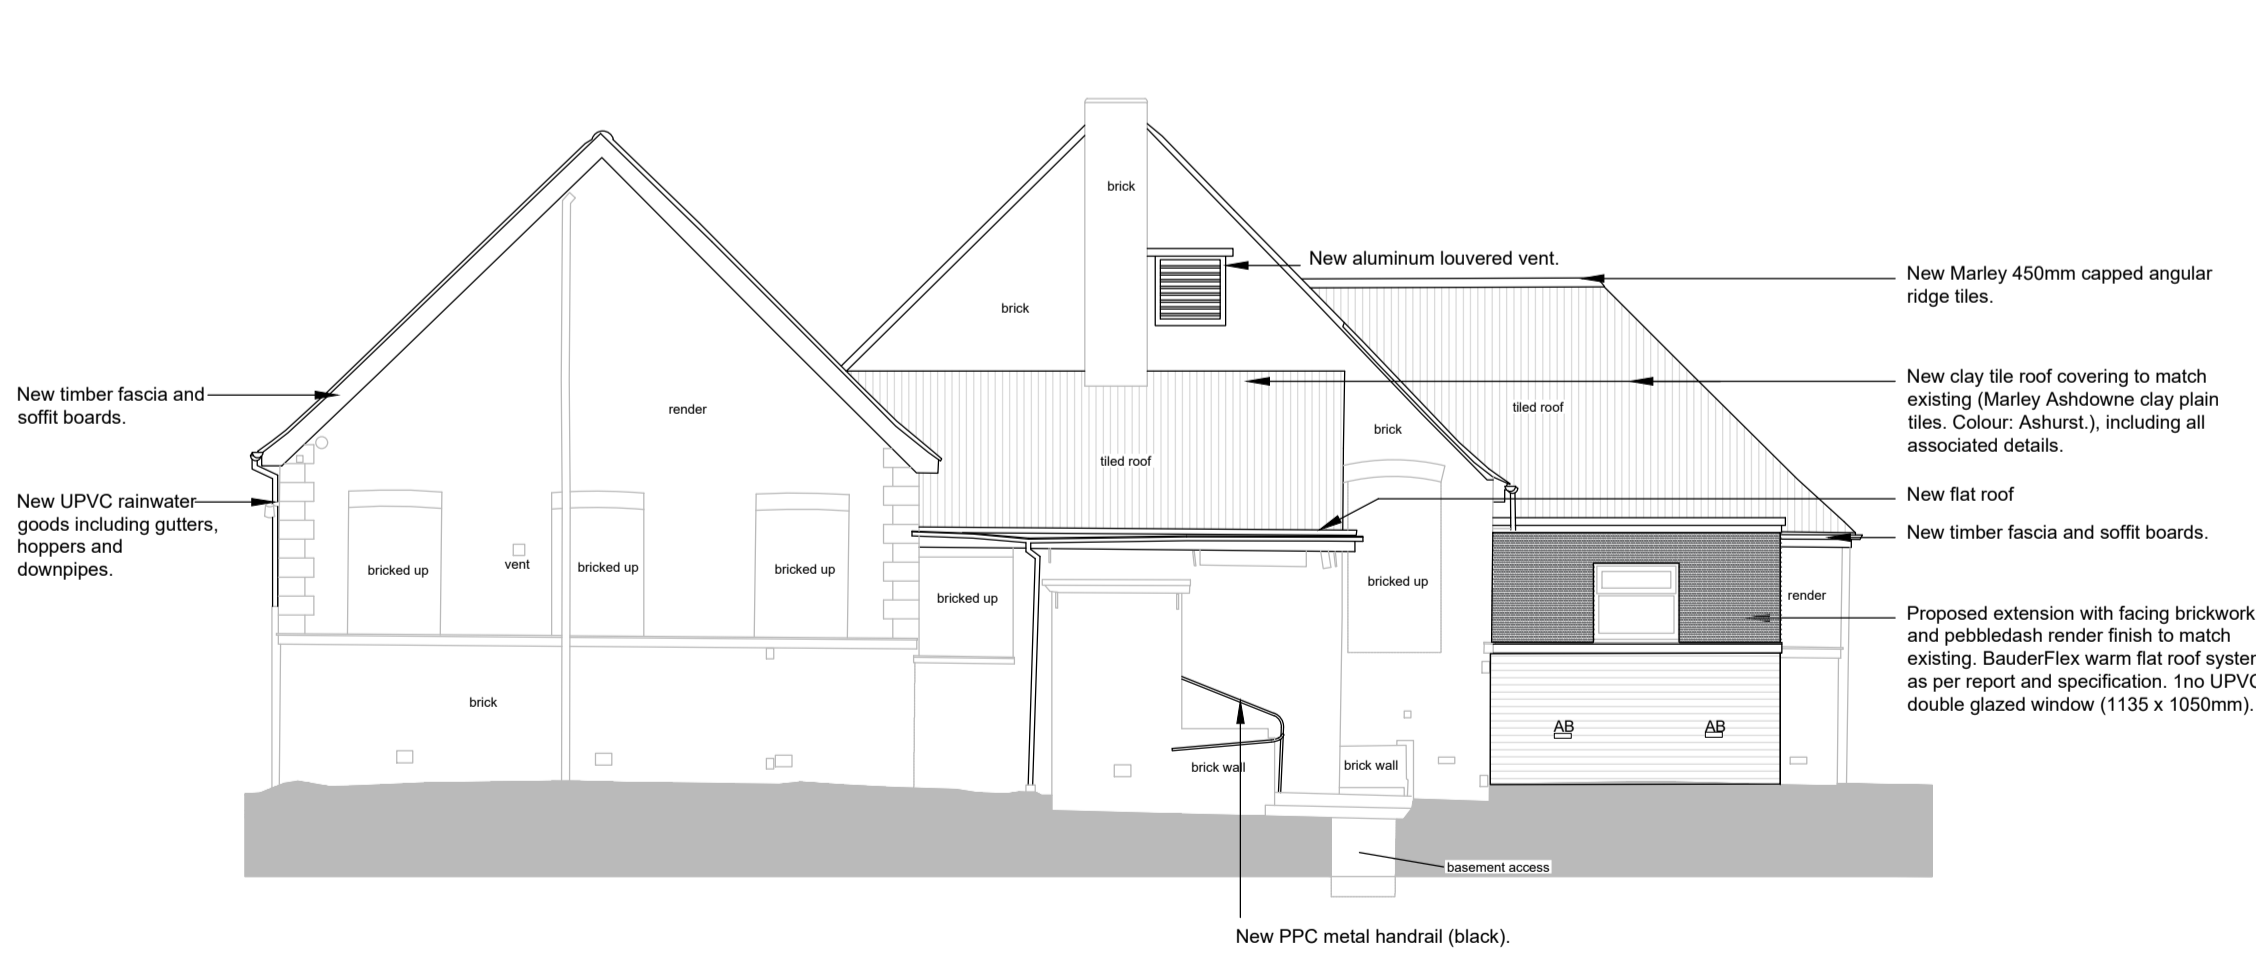 brick
New aluminum louvered vent.
New Marley 450mm capped angular
ridge tiles.
brick
New timber fascia and
soffit boards.
render
New clay tile roof covering to match
existing (Marley Ashdowne clay plain
tiles. Colour: Ashurst.), including all
associated details.
tiled roof
brick
tiled roof
New UPVC rainwater
goods including gutters,
hoppers and
downpipes.
New flat roof
New timber fascia and soffit boards.
bricked up
vent
bricked up
bricked up
bricked up
bricked up
render
Proposed extension with facing brickwork
and pebbledash render finish to match
existing. BauderFlex warm flat roof system
as per report and specification. 1no UPVC
double glazed window (1135 x 1050mm).
brick
AB
AB
brick wall
brick wall
basement access
New PPC metal handrail (black).